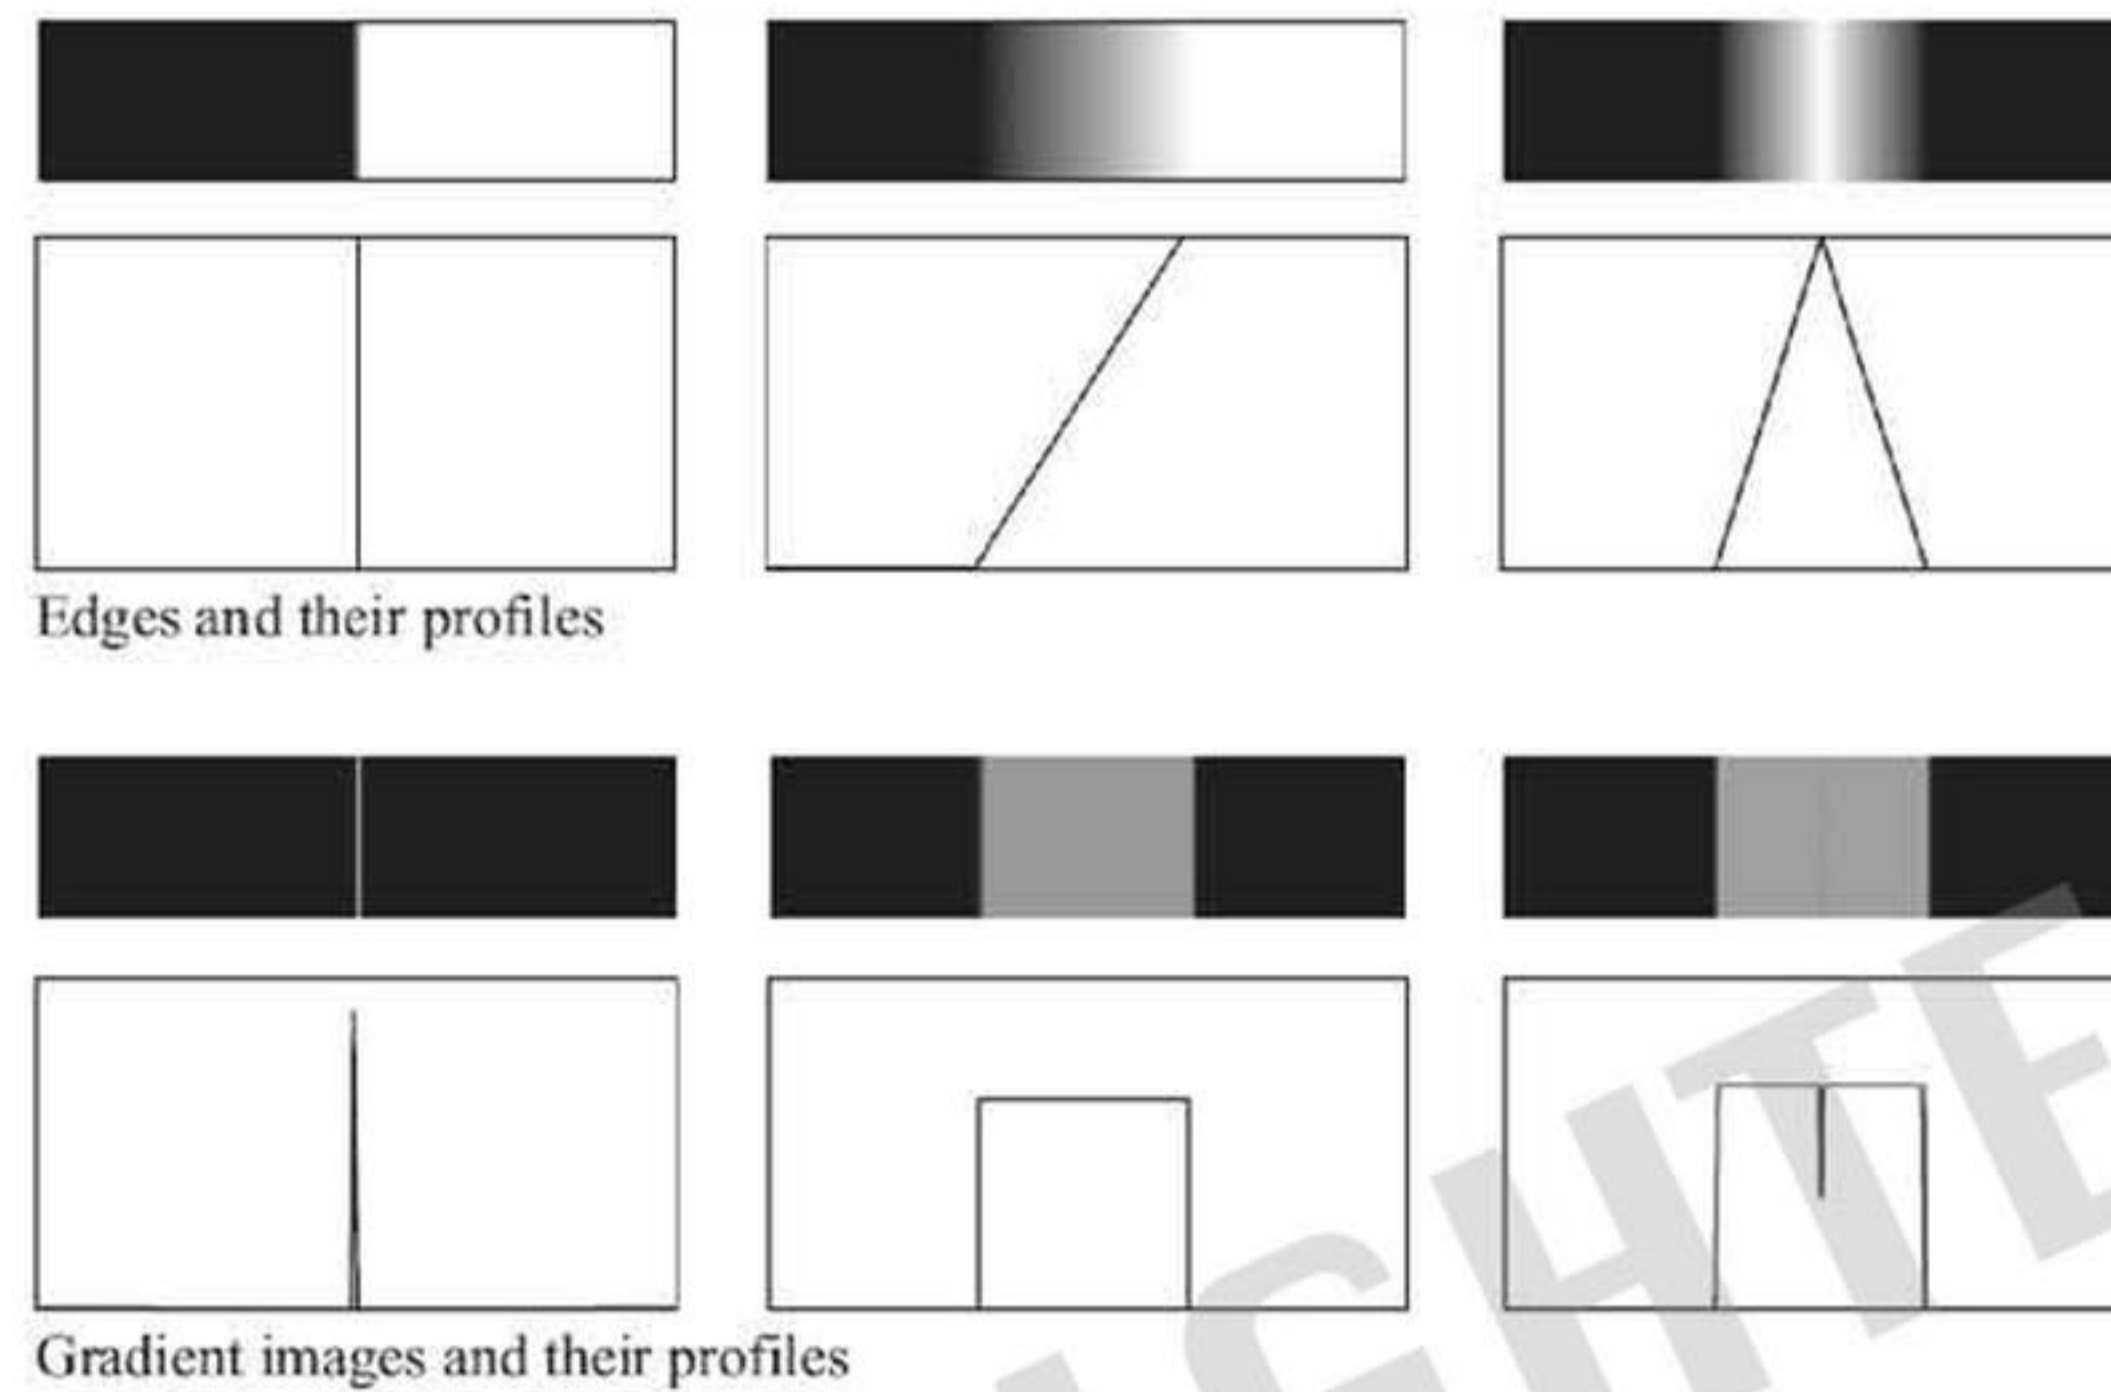 Edges and their profiles
Gradient images and their profiles